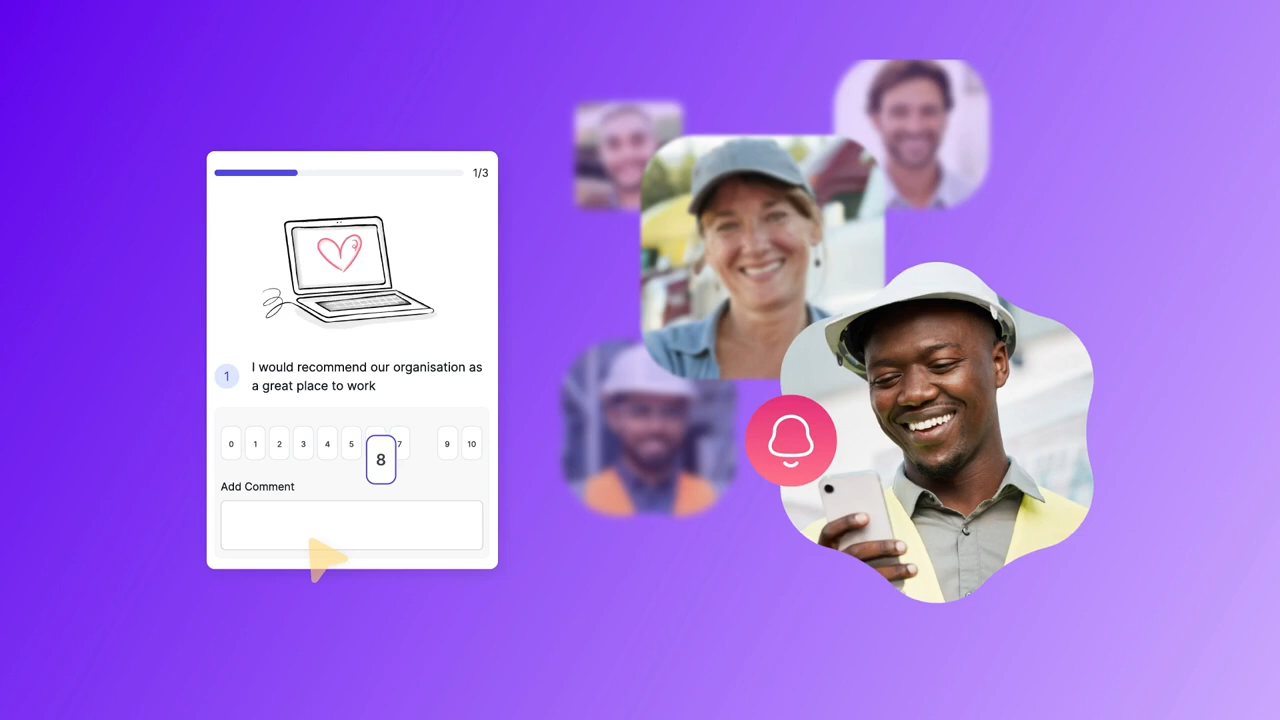 1/3
1
I would recommend our organisation as
a great place to work
0 1 2 3 4 5 8 7 9 10
Add Comment